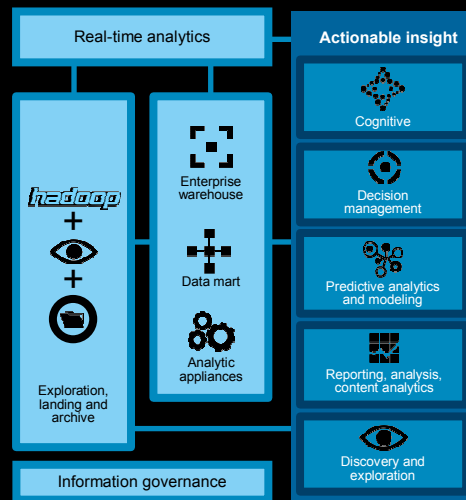 Real-time analytics
Actionable insight
hadoop
+
+
Exploration,
landing and
archive
Enterprise
warehouse
Data mart
Analytic
appliances
Cognitive
Decision
management
Predictive analytics
and modeling
Reporting, analysis,
content analytics
Discovery and
exploration
Information governance